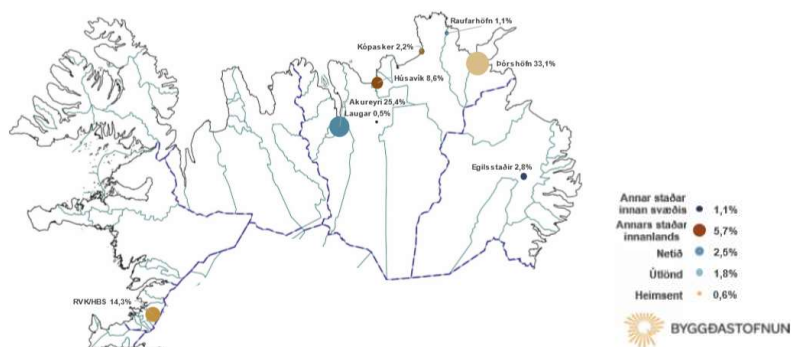 Raufarhöfn 1,1%
Kópasker 2,2%
Þórshöfn 33,1%
Húsavík 8,6%
Akureyri 25,4%
Laugar 0,5%
Egilsstaðir 2,8%
RVK/HBS 14,3%
Annar staðar
innan svæðis 1,1%
Annars staðar
innanlands 5,7%
Netið 2,5%
Útlönd 1,8%
Heimsent 0,6%
BYGGÐASTOFNUN